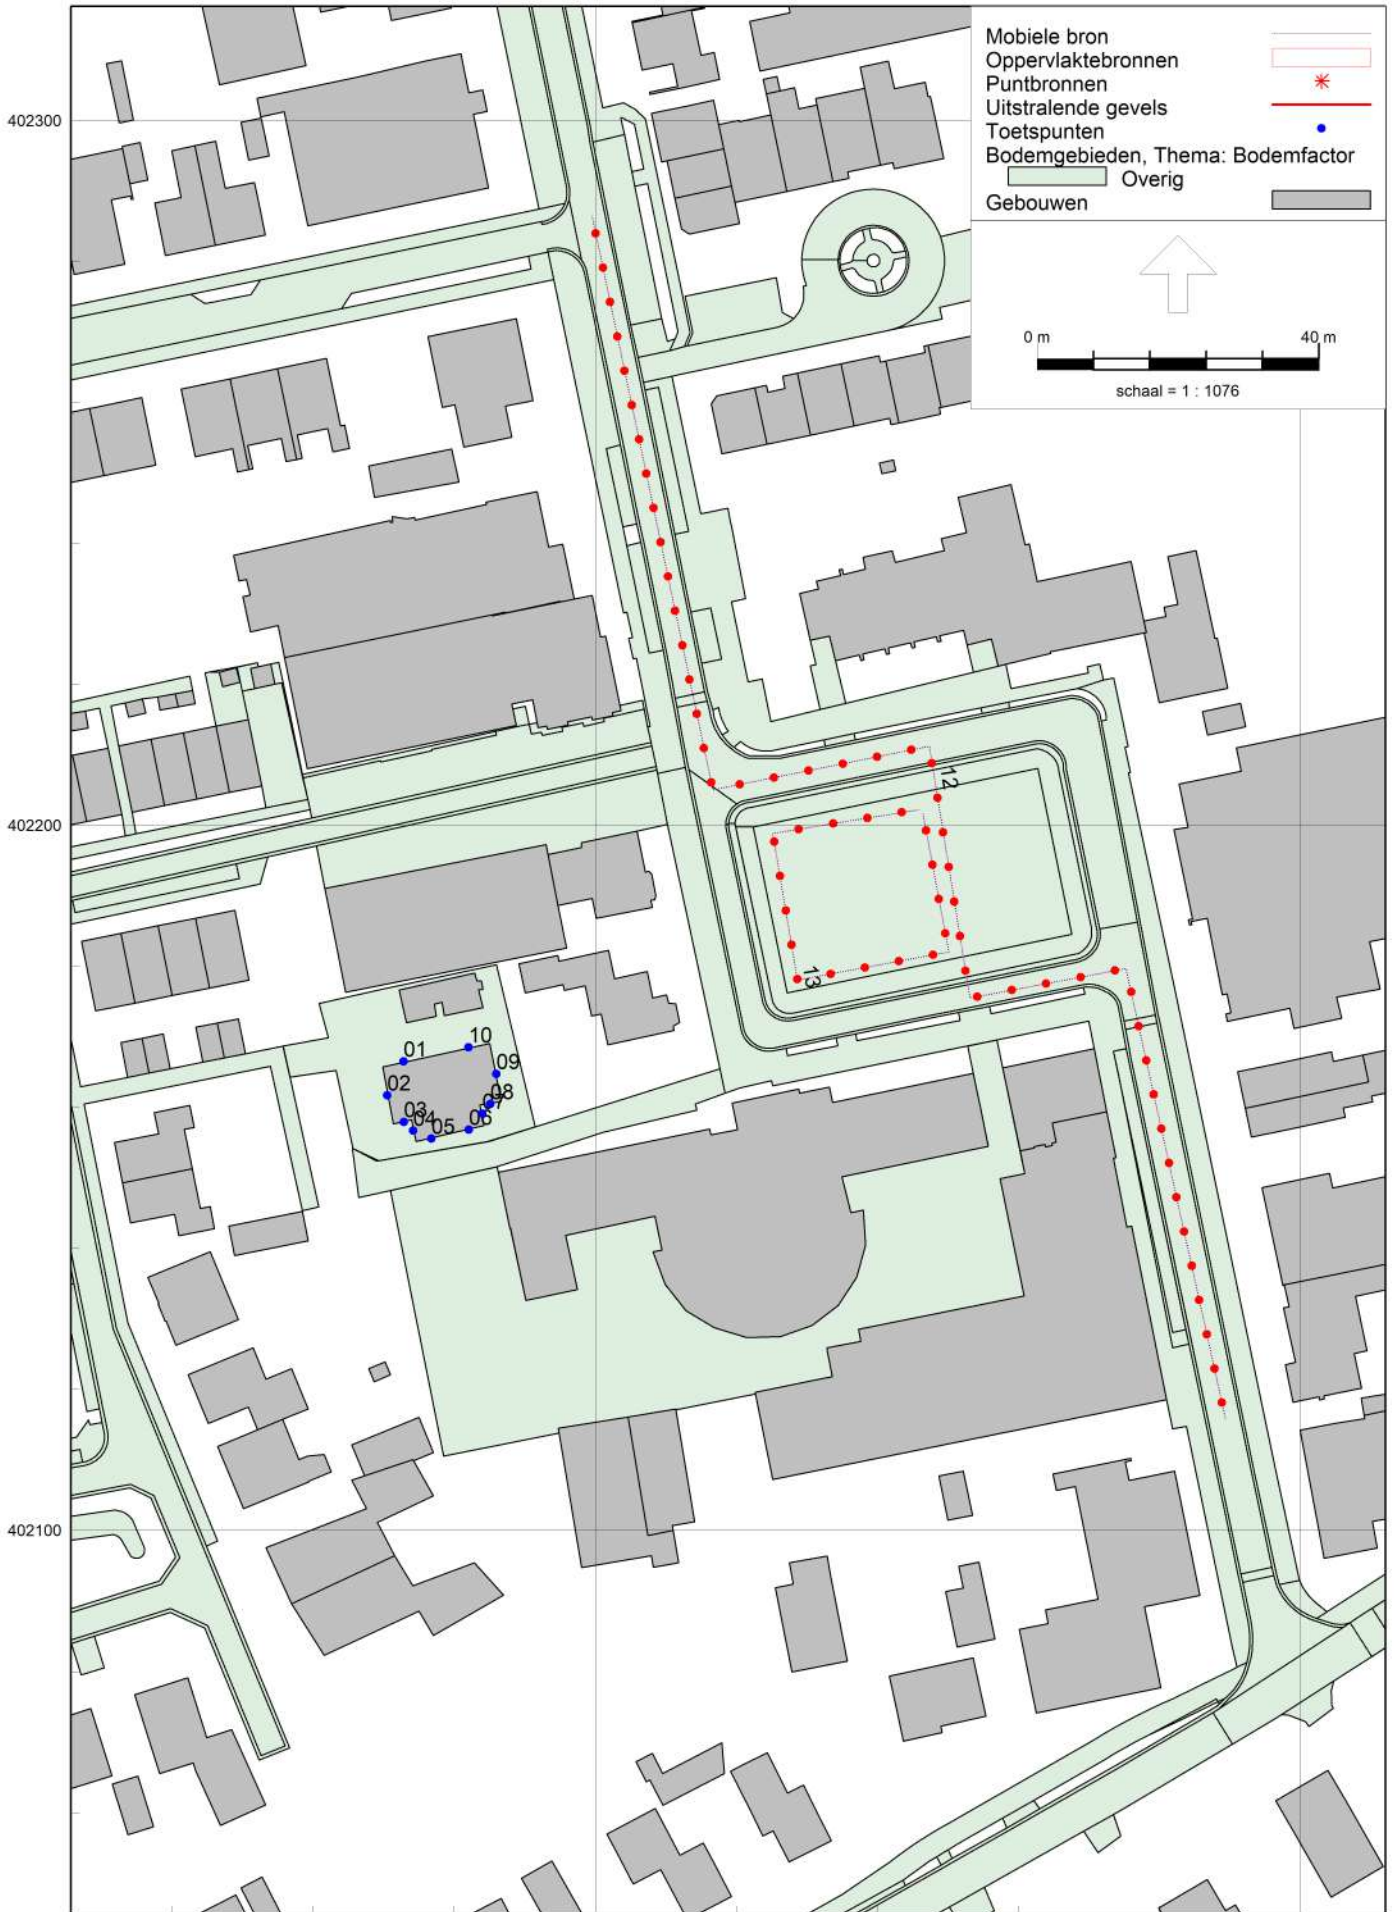 Mobiele bron
Oppervlaktebronnen
Puntbronnen
Uitstralende gevels
Toetspunten
Bodemgebieden, Thema: Bodemfactor
Overig
Gebouwen
0 m 40 m
schaal = 1 : 1076
402300
402200
402100
12
13
10
01
09
02
08
07
03
04
06
05